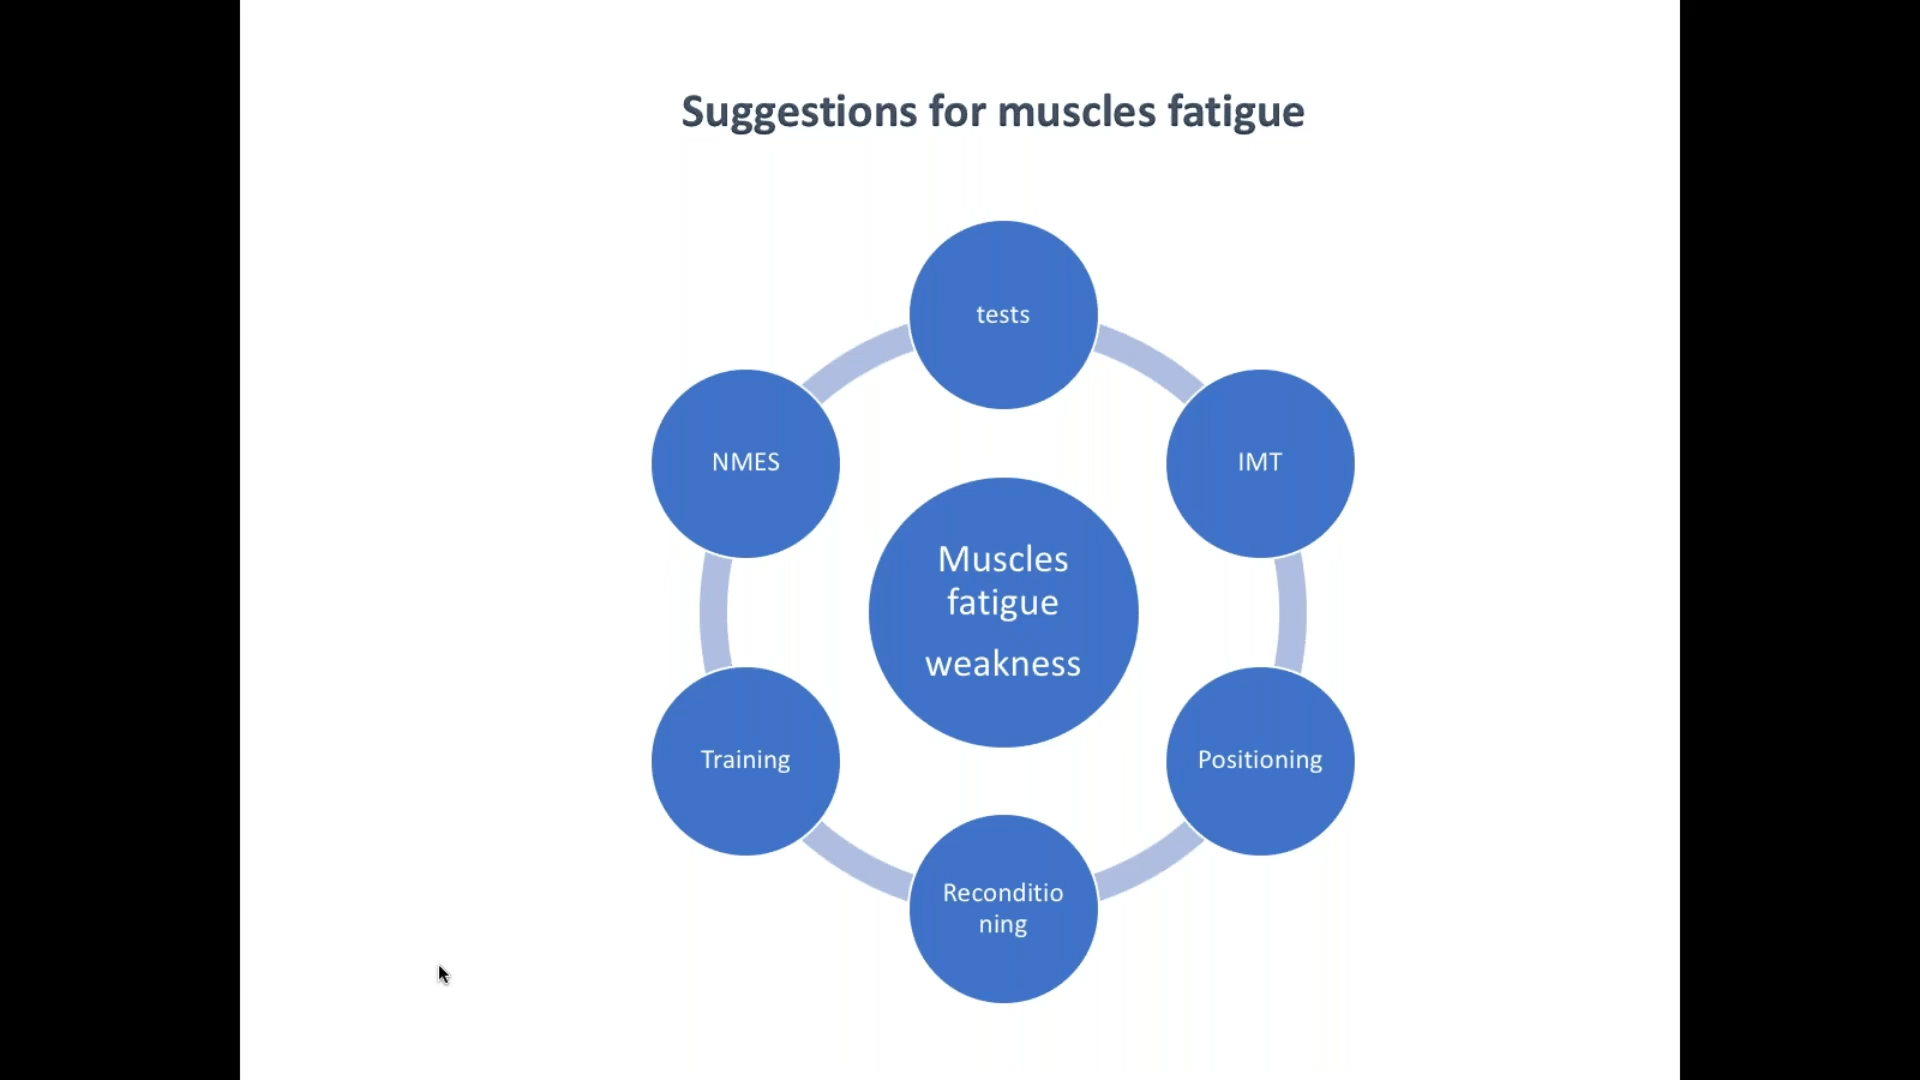 Suggestions for muscles fatigue
tests
NMES
IMT
Muscles
fatigue
weakness
Training
Positioning
Reconditio
ning